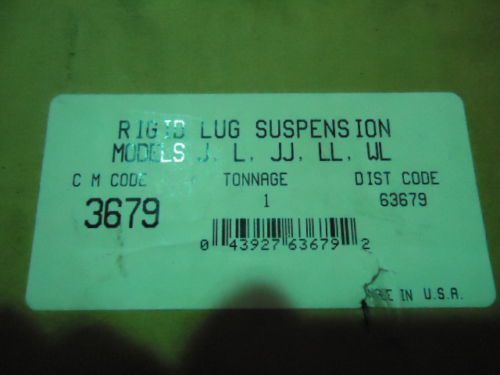 RIGID LUG SUSPENSION
MODELS J, L, JJ, LL, WL
C M CODE TONNAGE DIST CODE
3679 1 63679
0 43927 63679 2
MADE IN U.S.A.